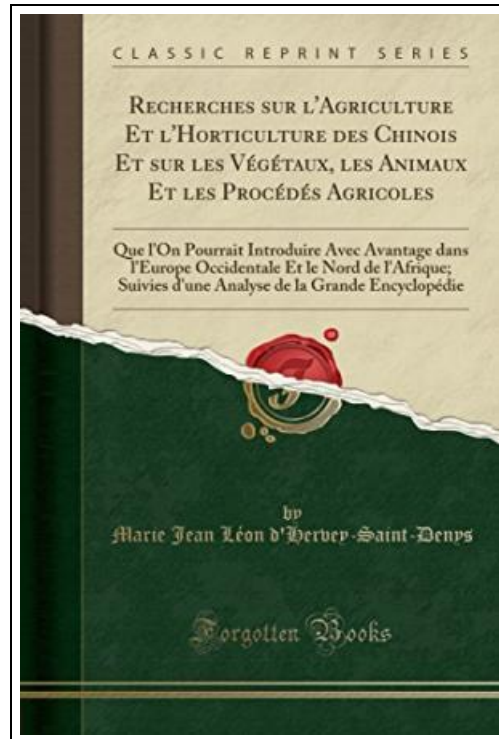 CLASSIC REPRINT SERIES
RECHERCHES SUR L'AGRICULTURE
ET L'HORTICULTURE DES CHINOIS
ET SUR LES VÉGÉTAUX, LES ANIMAUX
ET LES PROCÉDÉS AGRICOLES
Que l'On Pourrait Introduire Avec Avantage dans
l'Europe Occidentale Et le Nord de l'Afrique;
Suivies d'une Analyse de la Grande Encyclopédie
by
Marie Jean Léon d'Hervey-Saint-Denys
Forgotten Books